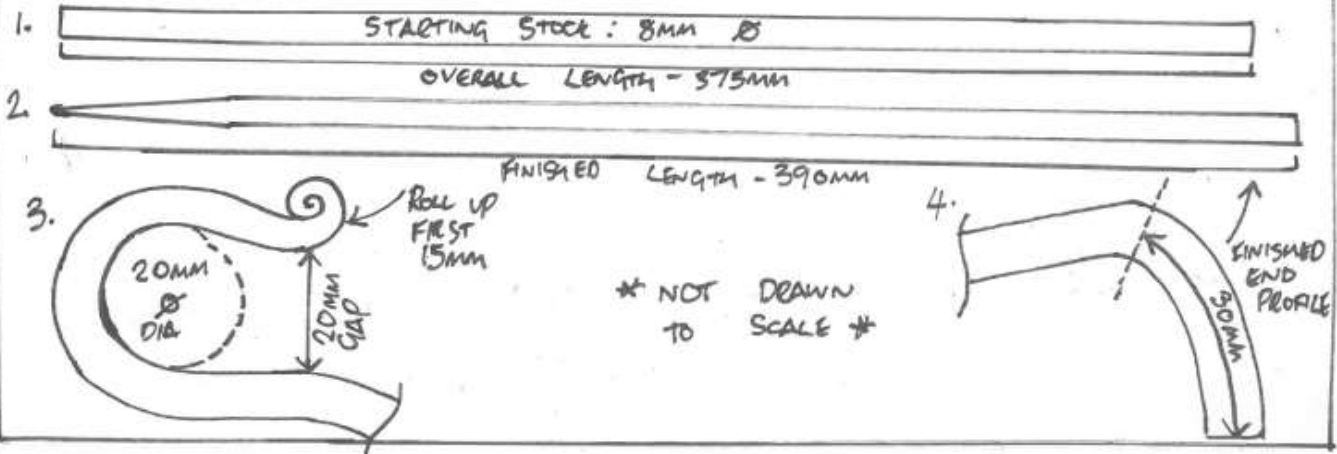 1. STARTING STOCK : 8MM Ø
OVERALL LENGTH - 375MM
2.
FINISHED LENGTH - 390MM
3.
ROLL UP
FIRST
15MM
20MM
Ø
DIA
20MM
GAP
* NOT DRAWN
TO SCALE *
4.
30MM
FINISHED
END
PROFILE